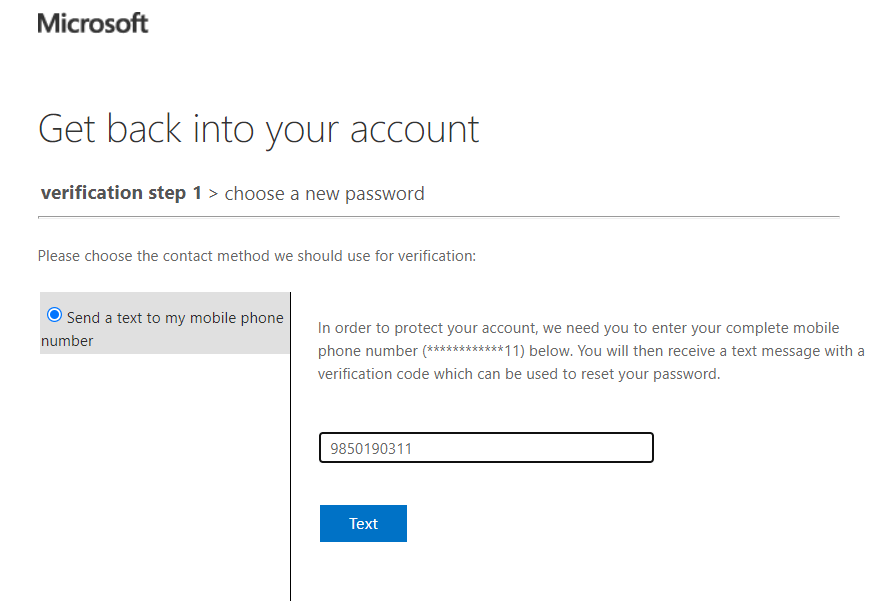 Microsoft
Get back into your account
verification step 1 > choose a new password
Please choose the contact method we should use for verification:
Send a text to my mobile phone
number
In order to protect your account, we need you to enter your complete mobile
phone number (************11) below. You will then receive a text message with a
verification code which can be used to reset your password.
9850190311
Text